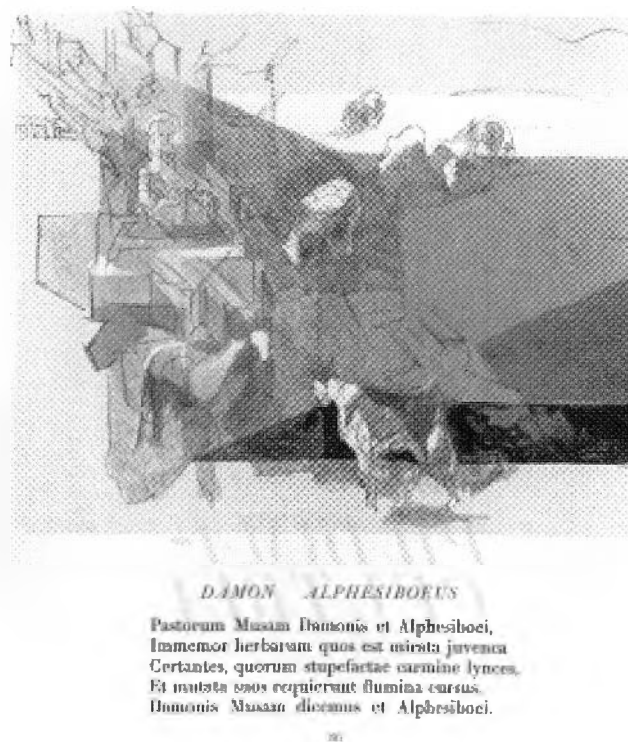 DAMON ALPHESIBOEUS
Pastorum Musam Damonis et Alphesiboei,
Immemor herbarum quos est mirata juvenca
Certantes, quorum stupefactae carmine lynces,
Et mutata suos requierunt flumina cursus.
Damonis Musam dicemus et Alphesiboei.